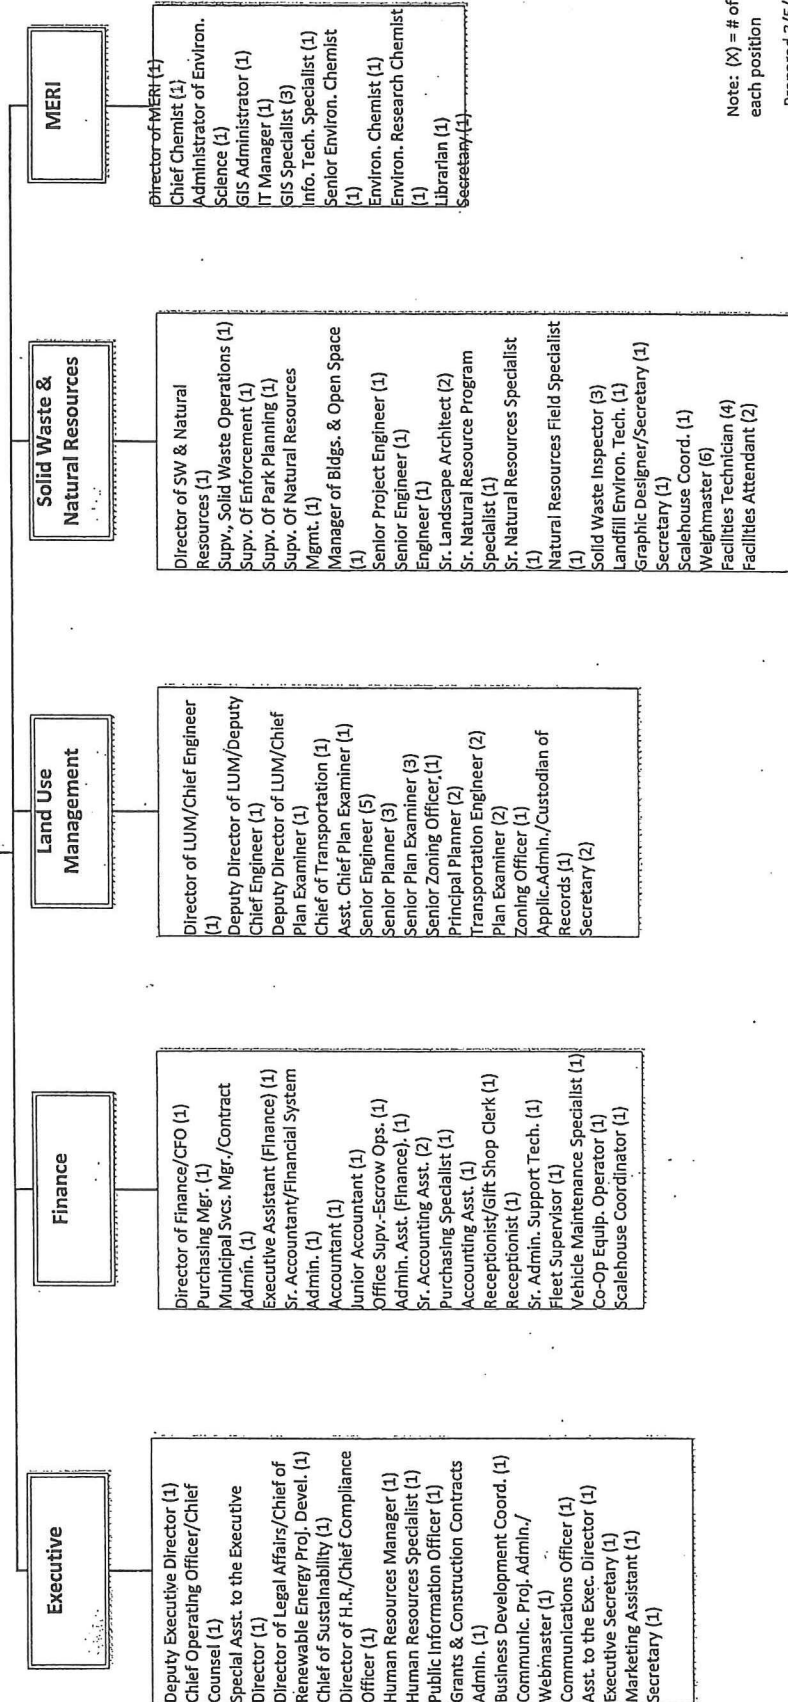 Executive
Deputy Executive Director (1)
Chief Operating Officer/Chief
Counsel (1)
Special Asst. to the Executive
Director (1)
Director of Legal Affairs/Chief of
Renewable Energy Proj. Devel. (1)
Chief of Sustainability (1)
Director of H.R./Chief Compliance
Officer (1)
Human Resources Manager (1)
Human Resources Specialist (1)
Public Information Officer (1)
Grants & Construction Contracts
Admin. (1)
Business Development Coord. (1)
Communic. Proj. Admin./
Webmaster (1)
Communications Officer (1)
Asst. to the Exec. Director (1)
Executive Secretary (1)
Marketing Assistant (1)
Secretary (1)
Finance
Director of Finance/CFO (1)
Purchasing Mgr. (1)
Municipal Svcs. Mgr./Contract
Admin. (1)
Executive Assistant (Finance) (1)
Sr. Accountant/Financial System
Admin. (1)
Accountant (1)
Junior Accountant (1)
Office Supv.-Escrow Ops. (1)
Admin. Asst. (Finance). (1)
Sr. Accounting Asst. (2)
Purchasing Specialist (1)
Accounting Asst. (1)
Receptionist/Gift Shop Clerk (1)
Receptionist (1)
Sr. Admin. Support Tech. (1)
Fleet Supervisor (1)
Vehicle Maintenance Specialist (1)
Co-Op Equip. Operator (1)
Scalehouse Coordinator (1)
Land Use
Management
Director of LUM/Chief Engineer
(1)
Deputy Director of LUM/Deputy
Chief Engineer (1)
Deputy Director of LUM/Chief
Plan Examiner (1)
Chief of Transportation (1)
Asst. Chief Plan Examiner (1)
Senior Engineer (5)
Senior Planner (3)
Senior Plan Examiner (3)
Senior Zoning Officer (1)
Principal Planner (2)
Transportation Engineer (2)
Plan Examiner (2)
Zoning Officer (1)
Applic.Admin./Custodian of
Records (1)
Secretary (2)
Solid Waste &
Natural Resources
Director of SW & Natural
Resources (1)
Supv., Solid Waste Operations (1)
Supv. Of Enforcement (1)
Supv. Of Park Planning (1)
Supv. Of Natural Resources
Mgmt. (1)
Manager of Bldgs. & Open Space
(1)
Senior Project Engineer (1)
Senior Engineer (1)
Engineer (1)
Sr. Landscape Architect (2)
Sr. Natural Resource Program
Specialist (1)
Sr. Natural Resources Specialist
(1)
Natural Resources Field Specialist
(1)
Solid Waste Inspector (3)
Landfill Environ. Tech. (1)
Graphic Designer/Secretary (1)
Secretary (1)
Scalehouse Coord. (1)
Weighmaster (6)
Facilities Technician (4)
Facilities Attendant (2)
MERI
Director of MERI (1)
Chief Chemist (1)
Administrator of Environ.
Science (1)
GIS Administrator (1)
IT Manager (1)
GIS Specialist (3)
Info. Tech. Specialist (1)
Senior Environ. Chemist
(1)
Environ. Chemist (1)
Environ. Research Chemist
(1)
Librarian (1)
Secretary (1)
Note: (X) = # of
each position